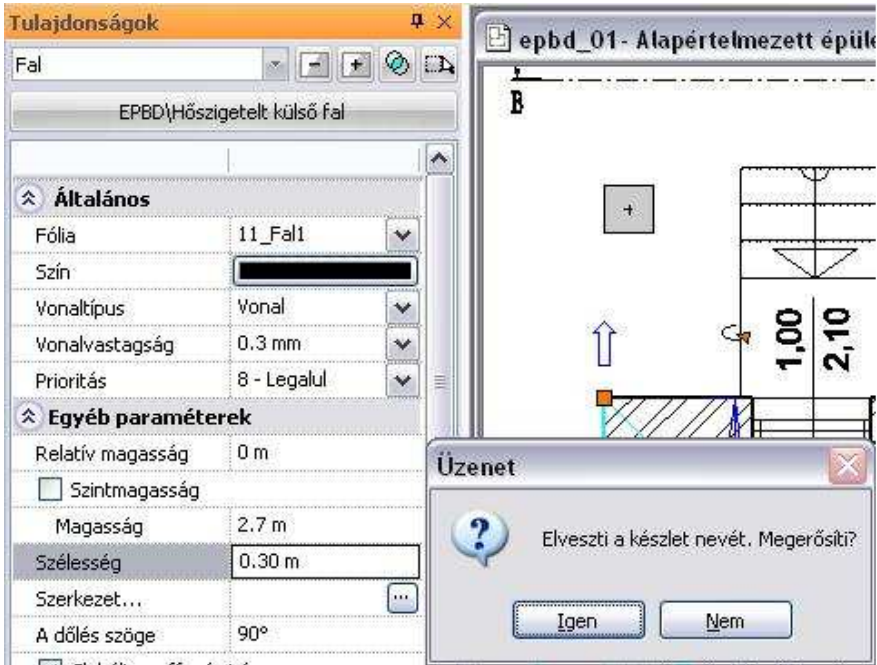 Tulajdonságok
Fal
EPBD\Hőszigetelt külső fal
Általános
Fólia 11_Fal1
Szín
Vonaltípus Vonal
Vonalvastagság 0.3 mm
Prioritás 8 - Legalul
Egyéb paraméterek
Relatív magasság 0 m
Szintmagasság
Magasság 2.7 m
Szélesség 0.30 m
Szerkezet... ...
A dőlés szöge 90°
epbd_01- Alapértelmezett épüle
B
1,00
2,10
Üzenet
Elveszti a készlet nevét. Megerősíti?
Igen Nem